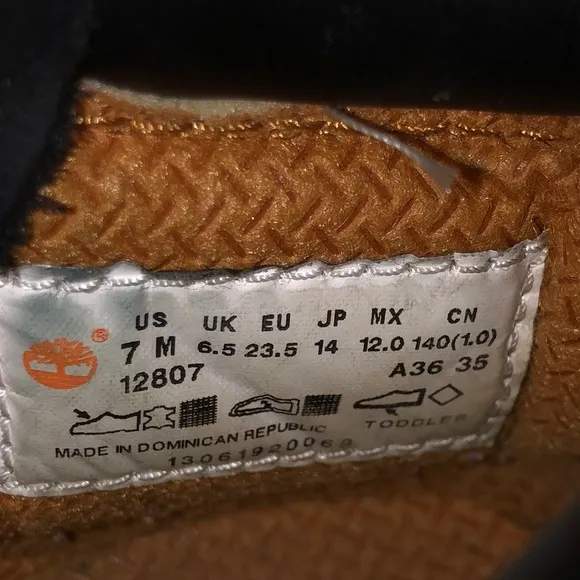 US UK EU JP MX CN
7 M 6.5 23.5 14 12.0 140(1.0)
12807 A36 35
MADE IN DOMINICAN REPUBLIC TODDLER
13061920060